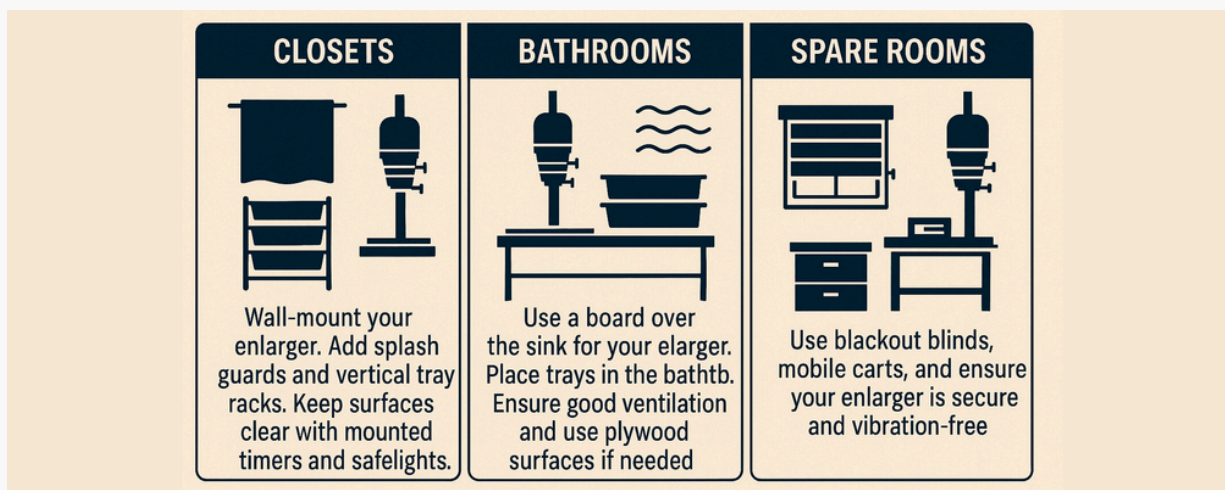 CLOSETS
Wall-mount your
enlarger. Add splash
guards and vertical tray
racks. Keep surfaces
clear with mounted
timers and safelights.
BATHROOMS
Use a board over
the sink for your elarger.
Place trays in the bathtb.
Ensure good ventilation
and use plywood
surfaces if needed
SPARE ROOMS
Use blackout blinds,
mobile carts, and ensure
your enlarger is secure
and vibration-free